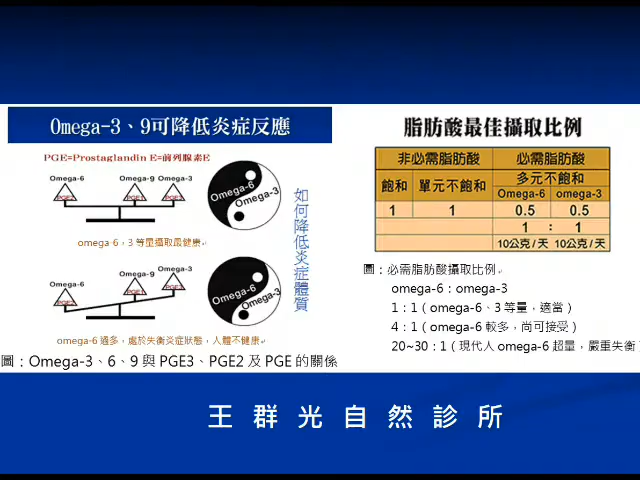 Omega-3、9可降低炎症反應
PGE=Prostaglandin E=前列腺素E
Omega-6 Omega-9 Omega-3
PGE2 PGE1 PGE3
Omega-6
Omega-3
omega-6，3 等量攝取最健康
Omega-6 Omega-9 Omega-3
PGE2 PGE1 PGE3
Omega-6
Omega-3
omega-6 過多，處於失衡炎症狀態，人體不健康
如何降低炎症體質
圖：Omega-3、6、9 與 PGE3、PGE2 及 PGE 的關係
脂肪酸最佳攝取比例
非必需脂肪酸 必需脂肪酸
飽和 單元不飽和 多元不飽和
Omega-6 omega-3
1 1 0.5 0.5
1 : 1
10公克/天 10公克/天
圖：必需脂肪酸攝取比例
omega-6：omega-3
1：1（omega-6、3 等量，適當）
4：1（omega-6 較多，尚可接受）
20~30：1（現代人 omega-6 超量，嚴重失衡
王群光自然診所